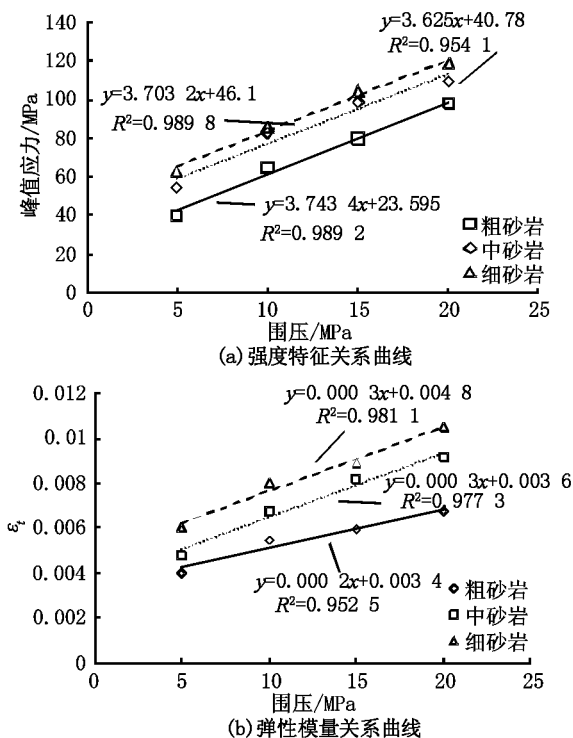 140
120
100
80
60
40
20
0
峰值应力/MPa
y=3.625x+40.78
R²=0.954 1
y=3.703 2x+46.1
R²=0.989 8
y=3.743 4x+23.595
R²=0.989 2
粗砂岩
中砂岩
细砂岩
0 5 10 15 20 25
围压/MPa
(a)强度特征关系曲线
0.012
0.01
0.008
0.006
0.004
0.002
0
εt
y=0.000 3x+0.004 8
R²=0.981 1
y=0.000 3x+0.003 6
R²=0.977 3
y=0.000 2x+0.003 4
R²=0.952 5
粗砂岩
中砂岩
细砂岩
0 5 10 15 20 25
围压/MPa
(b)弹性模量关系曲线